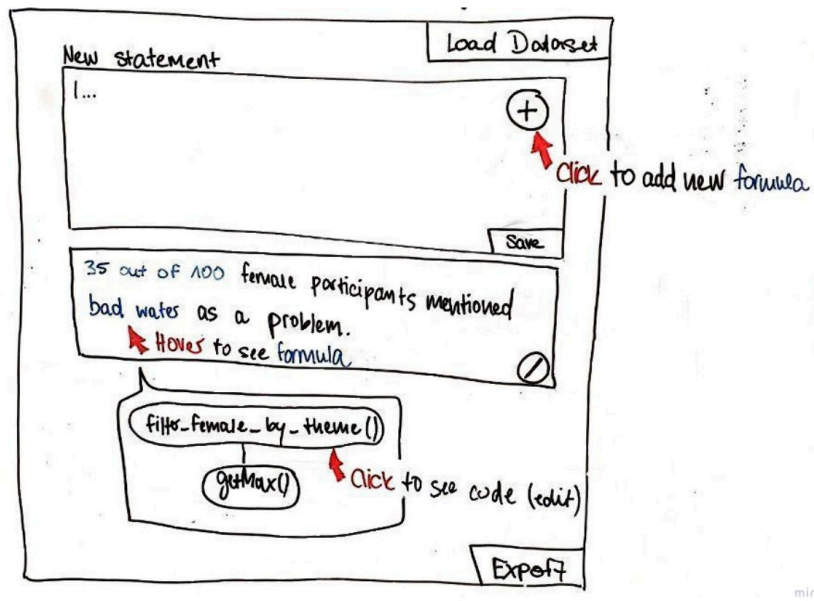 Load Dataset
New statement
I...
+
Click to add new formula
Save
35 out of 100 female participants mentioned
bad water as a problem.
Hover to see formula
filter_female_by_theme()
getMax()
Click to see code (edit)
Export
mir